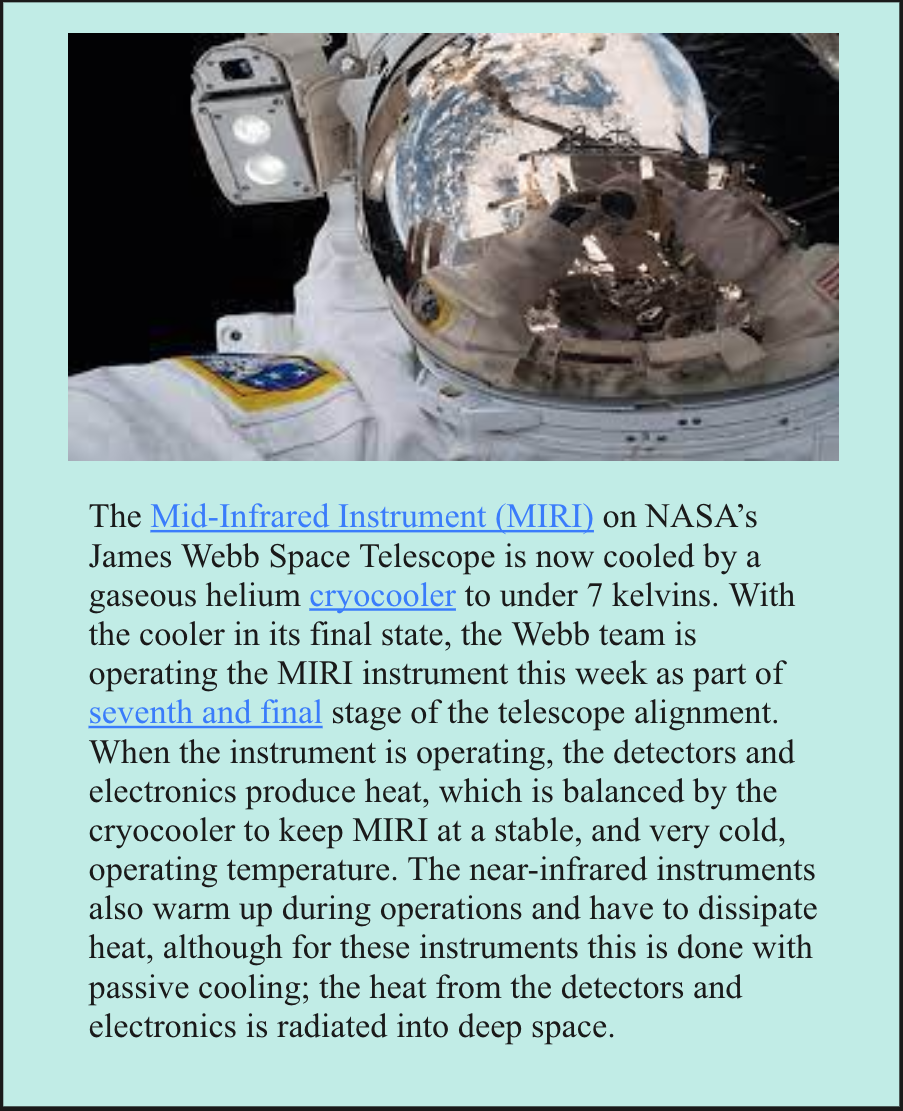 The Mid-Infrared Instrument (MIRI) on NASA’s
James Webb Space Telescope is now cooled by a
gaseous helium cryocooler to under 7 kelvins. With
the cooler in its final state, the Webb team is
operating the MIRI instrument this week as part of
seventh and final stage of the telescope alignment.
When the instrument is operating, the detectors and
electronics produce heat, which is balanced by the
cryocooler to keep MIRI at a stable, and very cold,
operating temperature. The near-infrared instruments
also warm up during operations and have to dissipate
heat, although for these instruments this is done with
passive cooling; the heat from the detectors and
electronics is radiated into deep space.